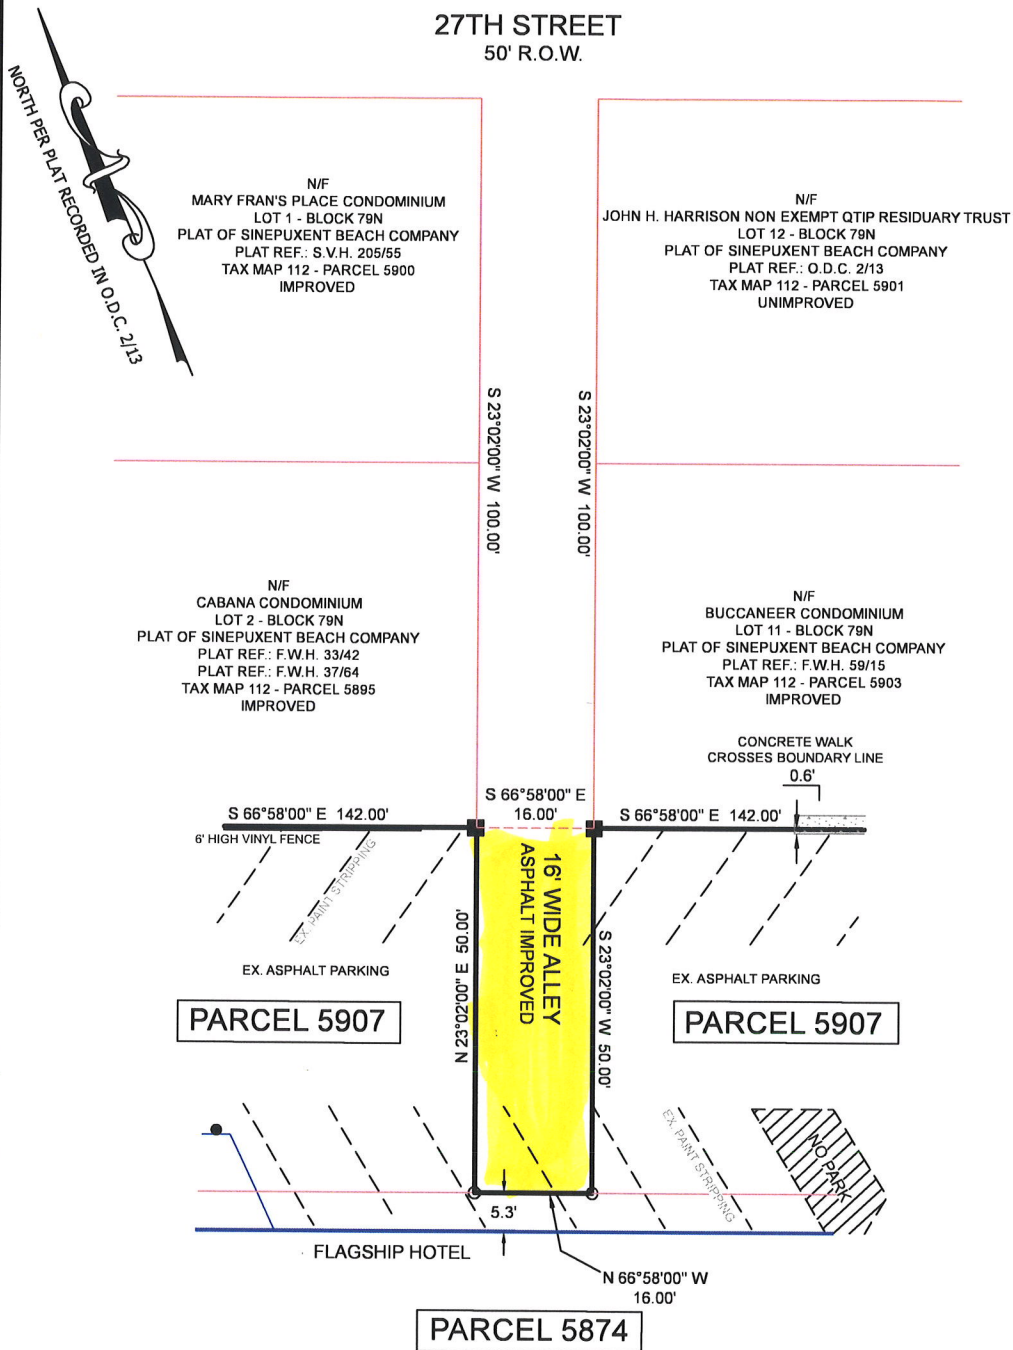 27TH STREET
50' R.O.W.
NORTH PER PLAT RECORDED IN O.D.C. 2/13
N/F
MARY FRAN'S PLACE CONDOMINIUM
LOT 1 - BLOCK 79N
PLAT OF SINEPUXENT BEACH COMPANY
PLAT REF.: S.V.H. 205/55
TAX MAP 112 - PARCEL 5900
IMPROVED
N/F
JOHN H. HARRISON NON EXEMPT QTIP RESIDUARY TRUST
LOT 12 - BLOCK 79N
PLAT OF SINEPUXENT BEACH COMPANY
PLAT REF.: O.D.C. 2/13
TAX MAP 112 - PARCEL 5901
UNIMPROVED
S 23°02'00" W 100.00'
S 23°02'00" W 100.00'
N/F
CABANA CONDOMINIUM
LOT 2 - BLOCK 79N
PLAT OF SINEPUXENT BEACH COMPANY
PLAT REF.: F.W.H. 33/42
PLAT REF.: F.W.H. 37/64
TAX MAP 112 - PARCEL 5895
IMPROVED
N/F
BUCCANEER CONDOMINIUM
LOT 11 - BLOCK 79N
PLAT OF SINEPUXENT BEACH COMPANY
PLAT REF.: F.W.H. 59/15
TAX MAP 112 - PARCEL 5903
IMPROVED
CONCRETE WALK
CROSSES BOUNDARY LINE
0.6'
S 66°58'00" E 142.00'
S 66°58'00" E
16.00'
S 66°58'00" E 142.00'
6' HIGH VINYL FENCE
EX. PAINT STRIPPING
16' WIDE ALLEY
ASPHALT IMPROVED
N 23°02'00" E 50.00'
S 23°02'00" W 50.00'
EX. ASPHALT PARKING
EX. ASPHALT PARKING
PARCEL 5907
PARCEL 5907
EX. PAINT STRIPPING
NO PARK
5.3'
FLAGSHIP HOTEL
N 66°58'00" W
16.00'
PARCEL 5874